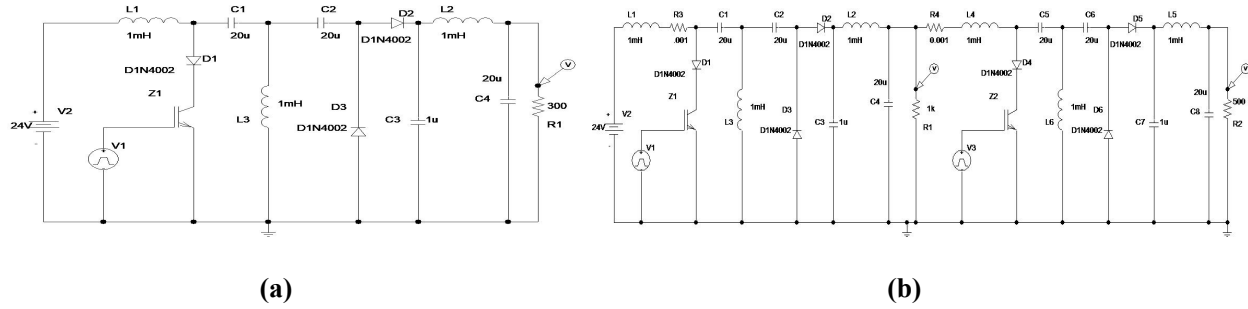 L1
1mH
C1
20u
C2
20u
D2
D1N4002
L2
1mH
D1
D1N4002
Z1
V2
24V
V1
1mH
L3
D3
D1N4002
C3
1u
20u
C4
V
300
R1
(a)
L1
1mH
R3
.001
C1
20u
C2
20u
D2
D1N4002
L2
1mH
R4
0.001
L4
1mH
C5
20u
C6
20u
D5
D1N4002
L5
1mH
V2
24V
D1
D1N4002
Z1
V1
1mH
L3
D3
D1N4002
C3
1u
20u
C4
V
1k
R1
D4
D1N4002
Z2
V3
1mH
L6
D6
D1N4002
C7
1u
20u
C8
V
500
R2
(b)